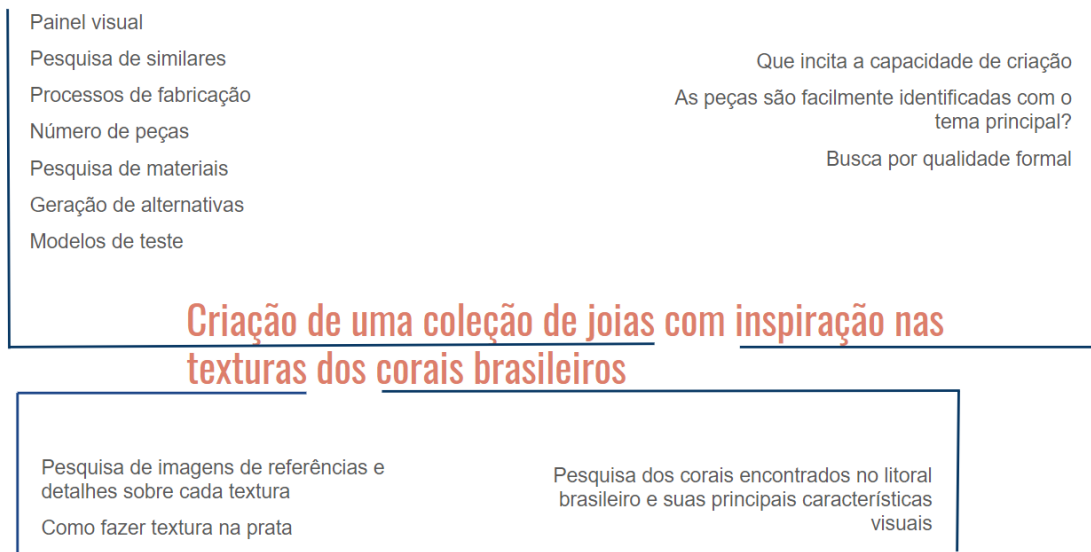 Painel visual
Pesquisa de similares
Processos de fabricação
Número de peças
Pesquisa de materiais
Geração de alternativas
Modelos de teste
Que incita a capacidade de criação
As peças são facilmente identificadas com o
tema principal?
Busca por qualidade formal
Criação de uma coleção de joias com inspiração nas
texturas dos corais brasileiros
Pesquisa de imagens de referências e
detalhes sobre cada textura
Como fazer textura na prata
Pesquisa dos corais encontrados no litoral
brasileiro e suas principais características
visuais